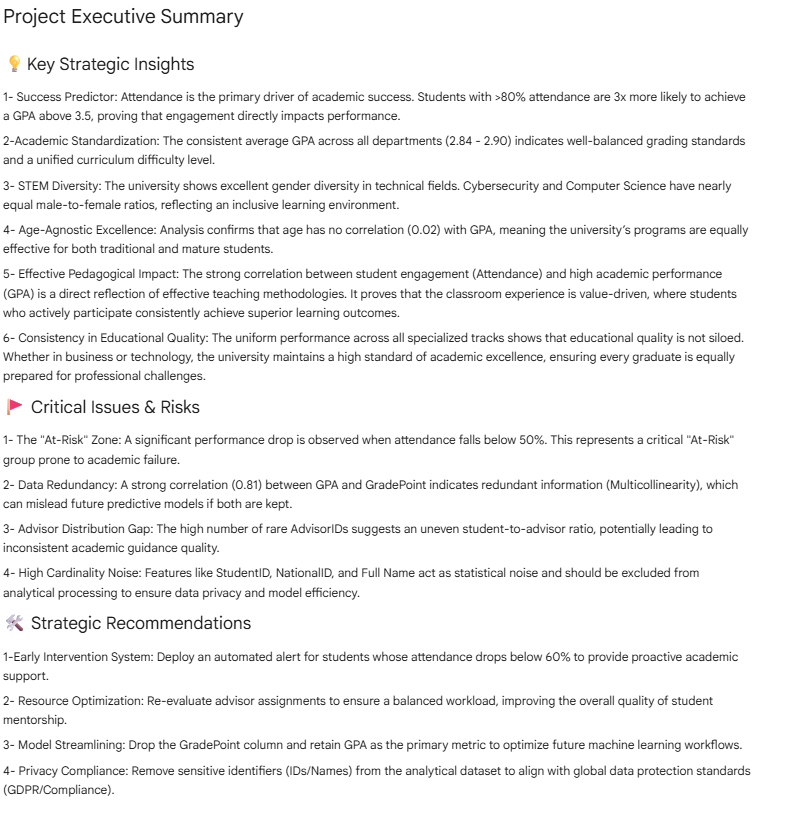 Project Executive Summary
💡 Key Strategic Insights
1- Success Predictor: Attendance is the primary driver of academic success. Students with >80% attendance are 3x more likely to achieve
a GPA above 3.5, proving that engagement directly impacts performance.
2-Academic Standardization: The consistent average GPA across all departments (2.84 - 2.90) indicates well-balanced grading standards
and a unified curriculum difficulty level.
3- STEM Diversity: The university shows excellent gender diversity in technical fields. Cybersecurity and Computer Science have nearly
equal male-to-female ratios, reflecting an inclusive learning environment.
4- Age-Agnostic Excellence: Analysis confirms that age has no correlation (0.02) with GPA, meaning the university's programs are equally
effective for both traditional and mature students.
5- Effective Pedagogical Impact: The strong correlation between student engagement (Attendance) and high academic performance
(GPA) is a direct reflection of effective teaching methodologies. It proves that the classroom experience is value-driven, where students
who actively participate consistently achieve superior learning outcomes.
6- Consistency in Educational Quality: The uniform performance across all specialized tracks shows that educational quality is not siloed.
Whether in business or technology, the university maintains a high standard of academic excellence, ensuring every graduate is equally
prepared for professional challenges.
🚩 Critical Issues & Risks
1- The "At-Risk" Zone: A significant performance drop is observed when attendance falls below 50%. This represents a critical "At-Risk"
group prone to academic failure.
2- Data Redundancy: A strong correlation (0.81) between GPA and GradePoint indicates redundant information (Multicollinearity), which
can mislead future predictive models if both are kept.
3- Advisor Distribution Gap: The high number of rare AdvisorIDs suggests an uneven student-to-advisor ratio, potentially leading to
inconsistent academic guidance quality.
4- High Cardinality Noise: Features like StudentID, NationalID, and Full Name act as statistical noise and should be excluded from
analytical processing to ensure data privacy and model efficiency.
🛠️ Strategic Recommendations
1-Early Intervention System: Deploy an automated alert for students whose attendance drops below 60% to provide proactive academic
support.
2- Resource Optimization: Re-evaluate advisor assignments to ensure a balanced workload, improving the overall quality of student
mentorship.
3- Model Streamlining: Drop the GradePoint column and retain GPA as the primary metric to optimize future machine learning workflows.
4- Privacy Compliance: Remove sensitive identifiers (IDs/Names) from the analytical dataset to align with global data protection standards
(GDPR/Compliance).